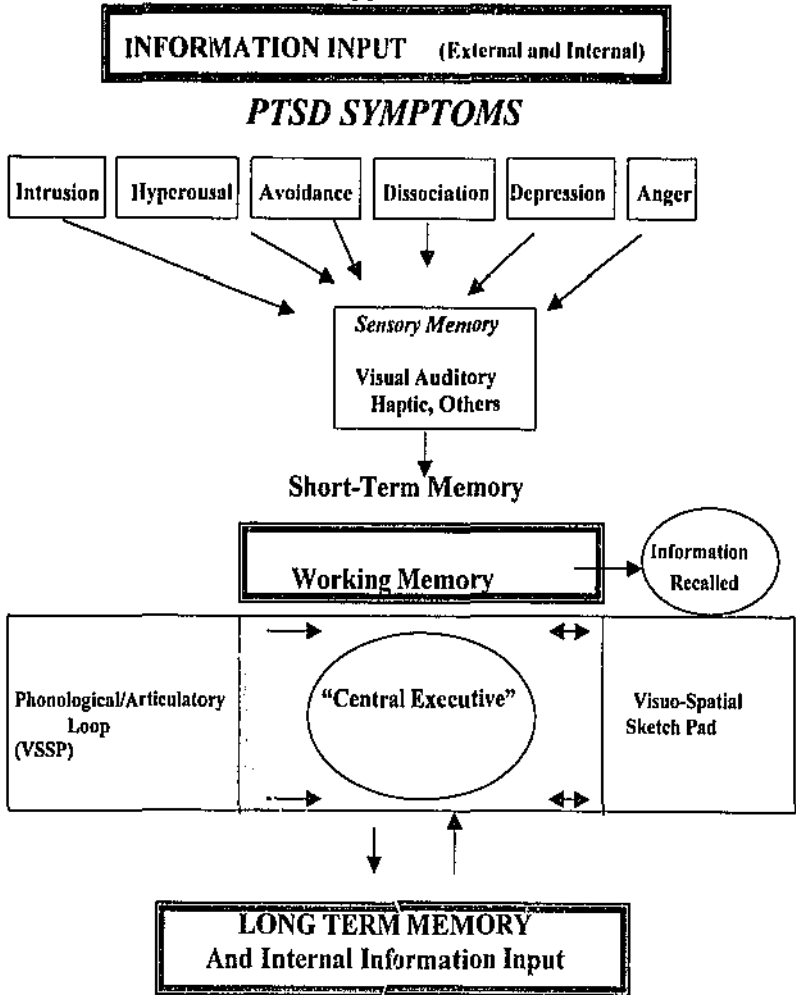 INFORMATION INPUT (External and Internal)
PTSD SYMPTOMS
Intrusion Hyperousal Avoidance Dissociation Depression Anger
Sensory Memory
Visual Auditory
Haptic, Others
Short-Term Memory
Working Memory
Information
Recalled
Phonological/Articulatory
Loop
(VSSP)
"Central Executive"
Visuo-Spatial
Sketch Pad
LONG TERM MEMORY
And Internal Information Input